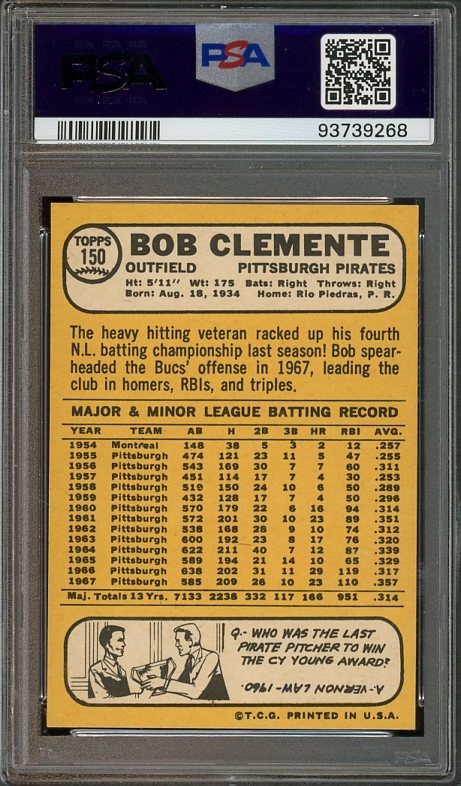 PSA
PSA
93739268
TOPPS
150
BOB CLEMENTE
OUTFIELD PITTSBURGH PIRATES
Ht: 5'11" Wt: 175 Bats: Right Throws: Right
Born: Aug. 18, 1934 Home: Rio Piedras, P. R.
The heavy hitting veteran racked up his fourth
N.L. batting championship last season! Bob spear-
headed the Bucs' offense in 1967, leading the
club in homers, RBIs, and triples.
MAJOR & MINOR LEAGUE BATTING RECORD
YEAR TEAM AB H 2B 3B HR RBI AVG.
1954 Montreal 148 38 5 3 2 12 .257
1955 Pittsburgh 474 121 23 11 5 47 .255
1956 Pittsburgh 543 169 30 7 7 60 .311
1957 Pittsburgh 451 114 17 7 4 30 .253
1958 Pittsburgh 519 150 24 10 6 50 .289
1959 Pittsburgh 432 128 17 7 4 50 .296
1960 Pittsburgh 570 179 22 6 16 94 .314
1961 Pittsburgh 572 201 30 10 23 89 .351
1962 Pittsburgh 538 168 28 9 10 74 .312
1963 Pittsburgh 600 192 23 8 17 76 .320
1964 Pittsburgh 622 211 40 7 12 87 .339
1965 Pittsburgh 589 194 21 14 10 65 .329
1966 Pittsburgh 638 202 31 11 29 119 .317
1967 Pittsburgh 585 209 26 10 23 110 .357
Maj. Totals 13 Yrs. 7133 2238 332 117 166 951 .314
Q.- WHO WAS THE LAST
PIRATE PITCHER TO WIN
THE CY YOUNG AWARD?
A- VERNON LAW -1960.
©T.C.G. PRINTED IN U.S.A.